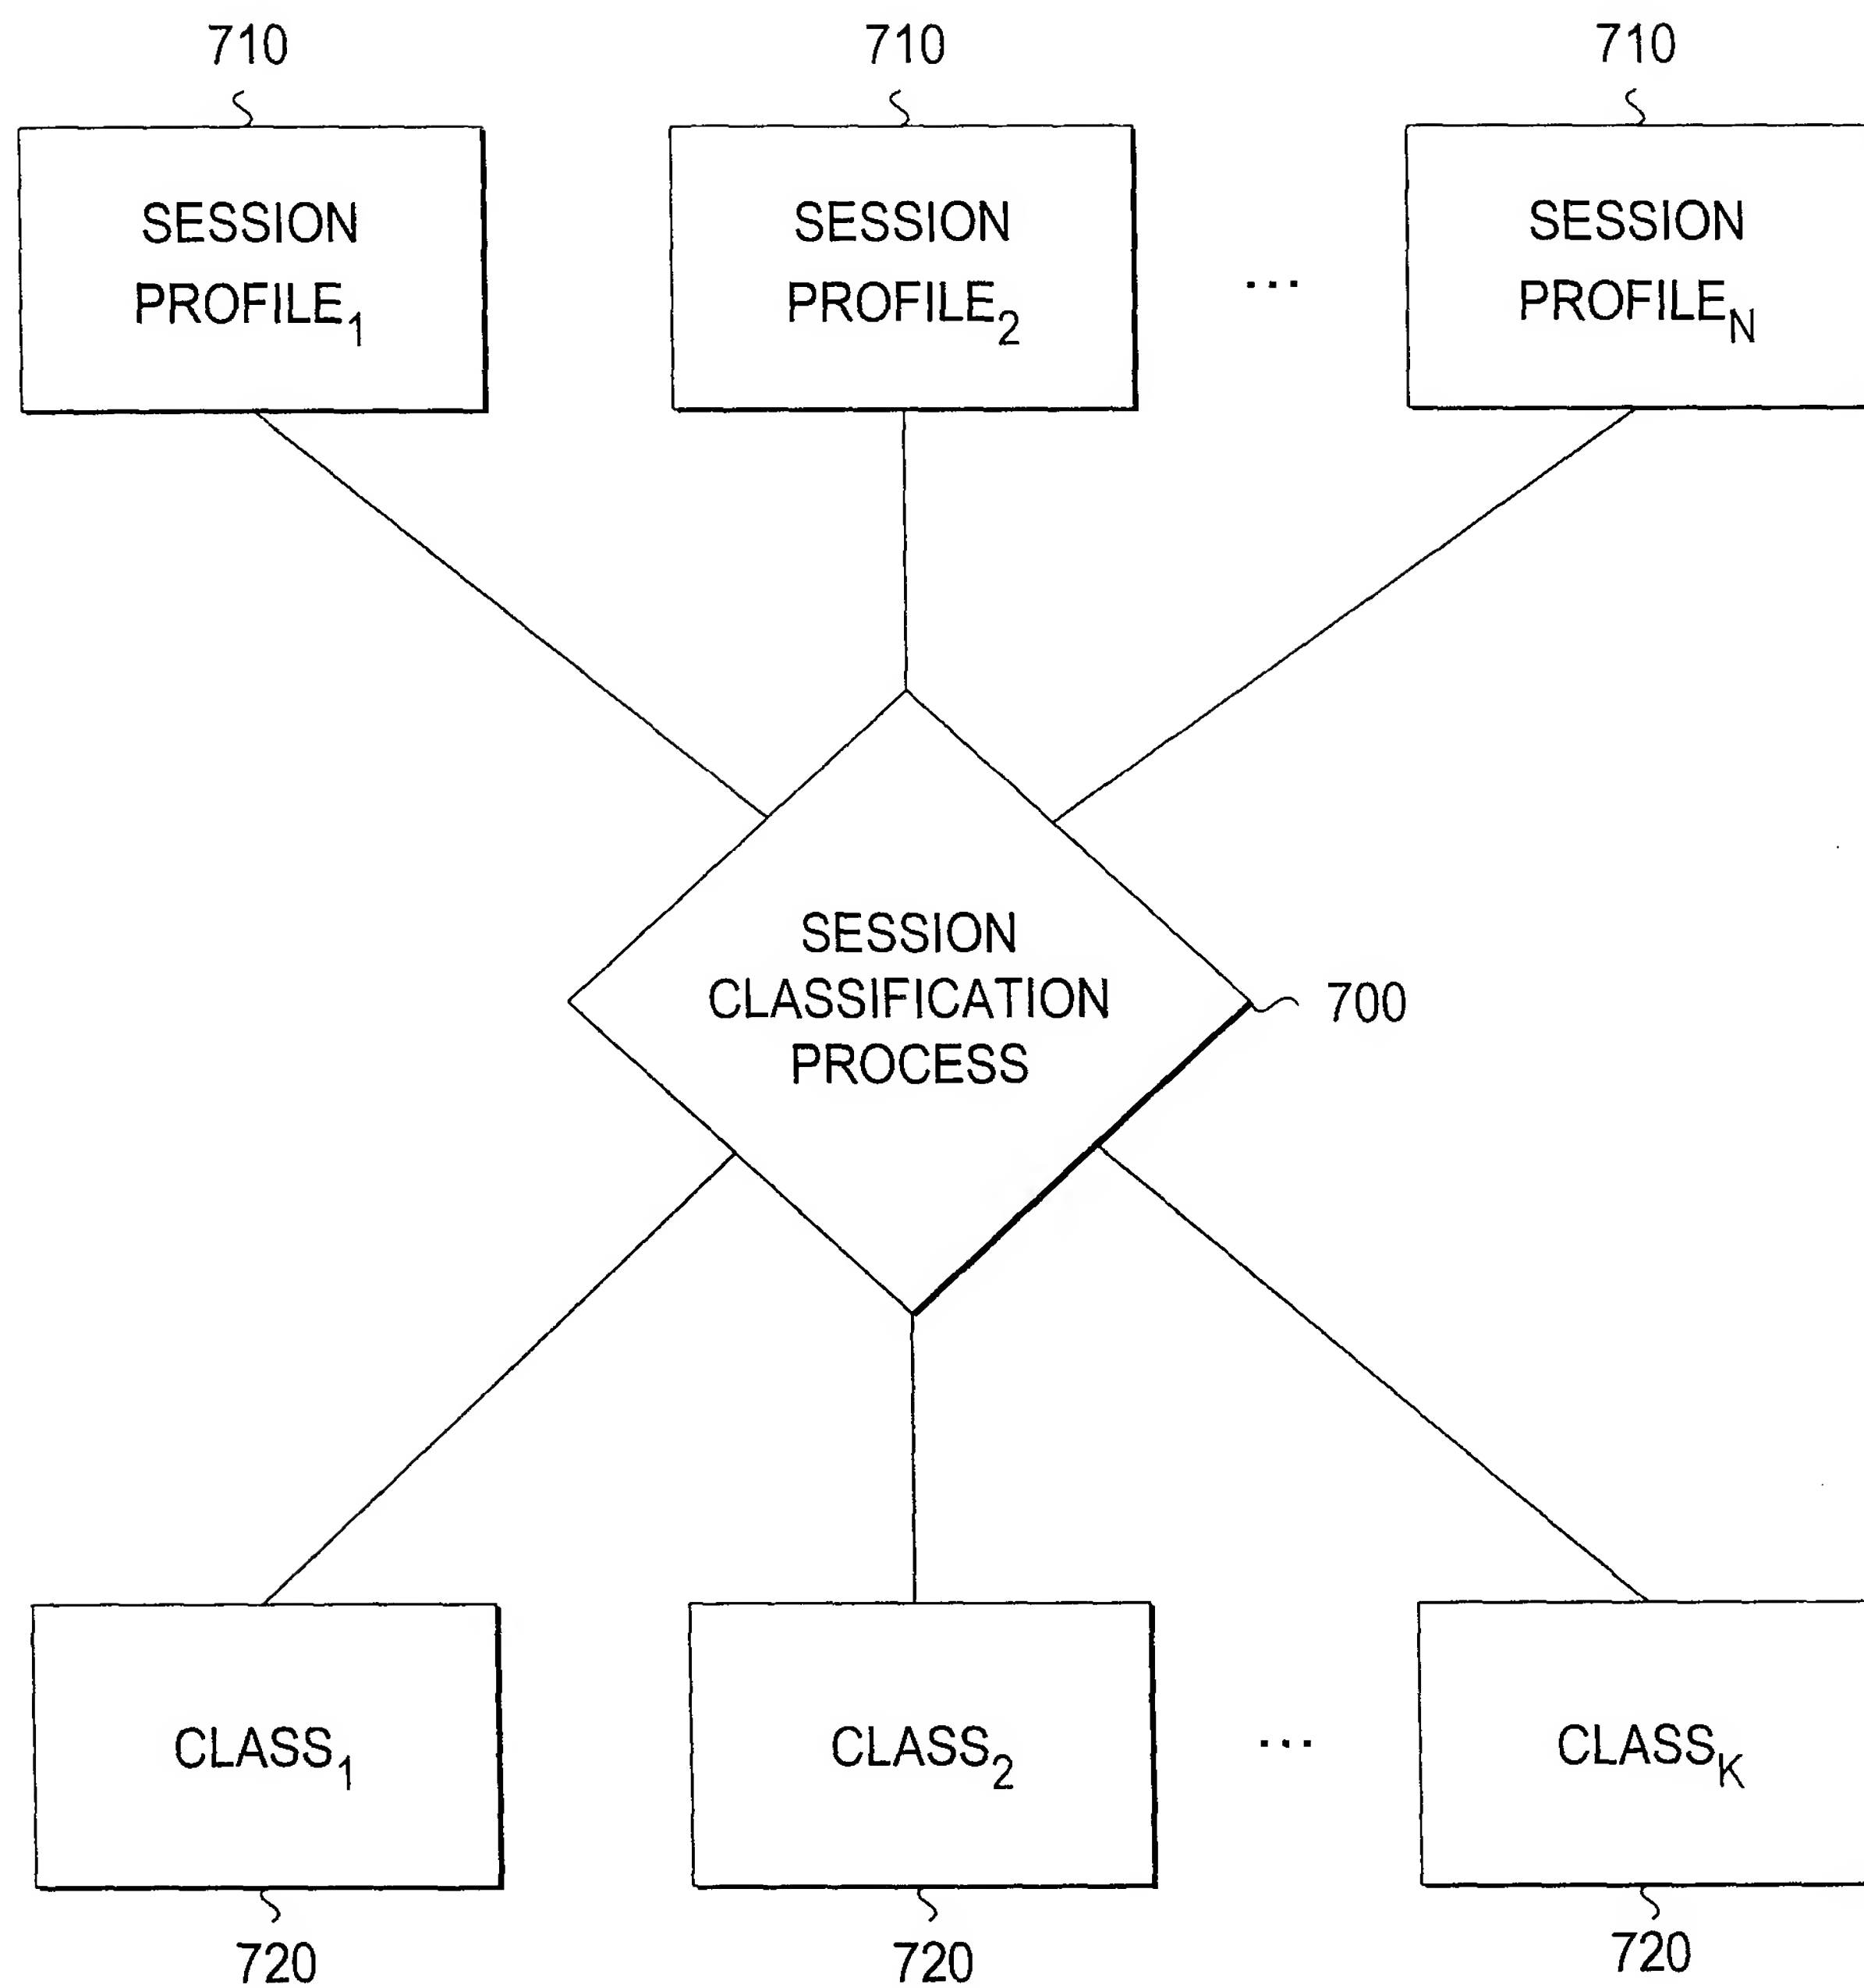 710
710
710
SESSION
PROFILE1
SESSION
PROFILE2
...
SESSION
PROFILEN
SESSION
CLASSIFICATION
PROCESS
700
CLASS1
CLASS2
...
CLASSK
720
720
720